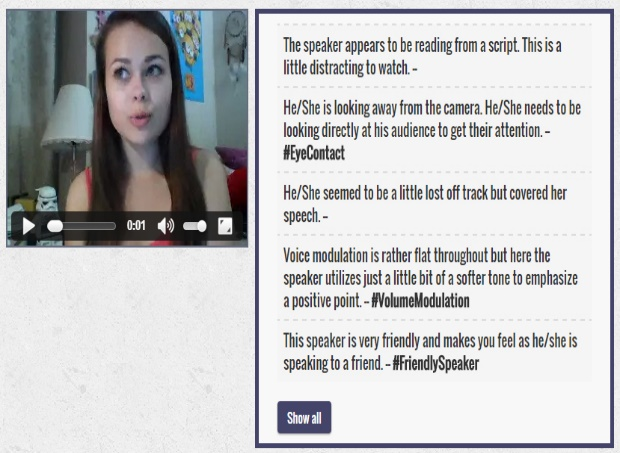 The speaker appears to be reading from a script. This is a
little distracting to watch. –
He/She is looking away from the camera. He/She needs to be
looking directly at his audience to get their attention. –
#EyeContact
He/She seemed to be a little lost off track but covered her
speech. –
Voice modulation is rather flat throughout but here the
speaker utilizes just a little bit of a softer tone to emphasize
a positive point. – #VolumeModulation
This speaker is very friendly and makes you feel as he/she is
speaking to a friend. – #FriendlySpeaker
Show all
0:01